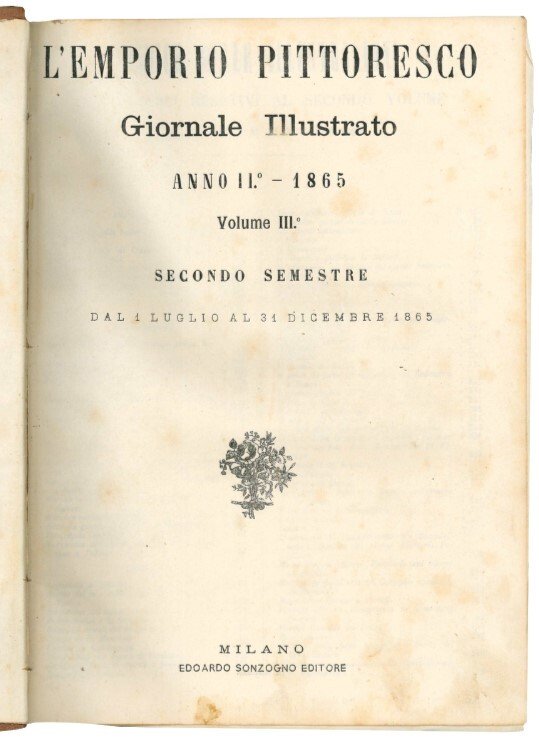 L'EMPORIO PITTORESCO
Giornale Illustrato
ANNO II.º - 1865
Volume III.º
SECONDO SEMESTRE
DAL 1 LUGLIO AL 31 DICEMBRE 1865
MILANO
EDOARDO SONZOGNO EDITORE